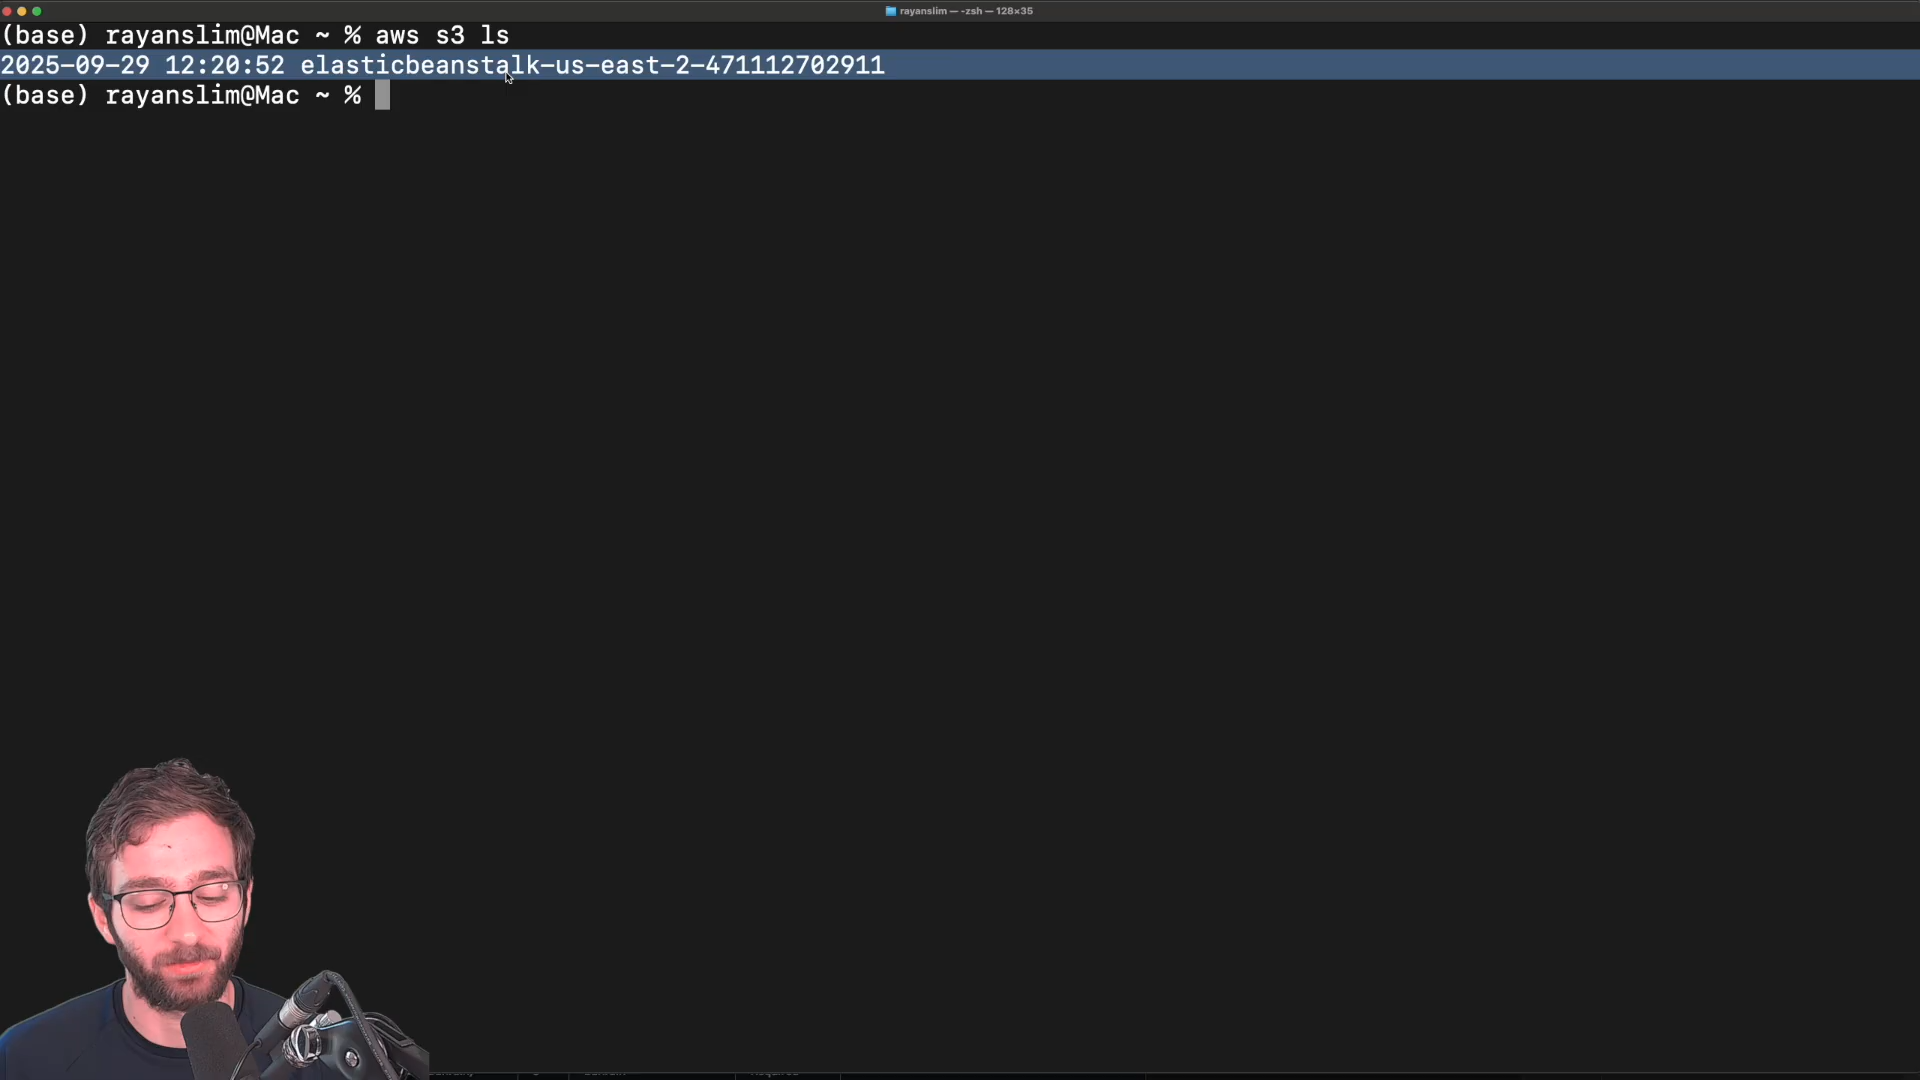 rayanslim — -zsh — 128×35
(base) rayanslim@Mac ~ % aws s3 ls
2025-09-29 12:20:52 elasticbeanstalk-us-east-2-471112702911
(base) rayanslim@Mac ~ %